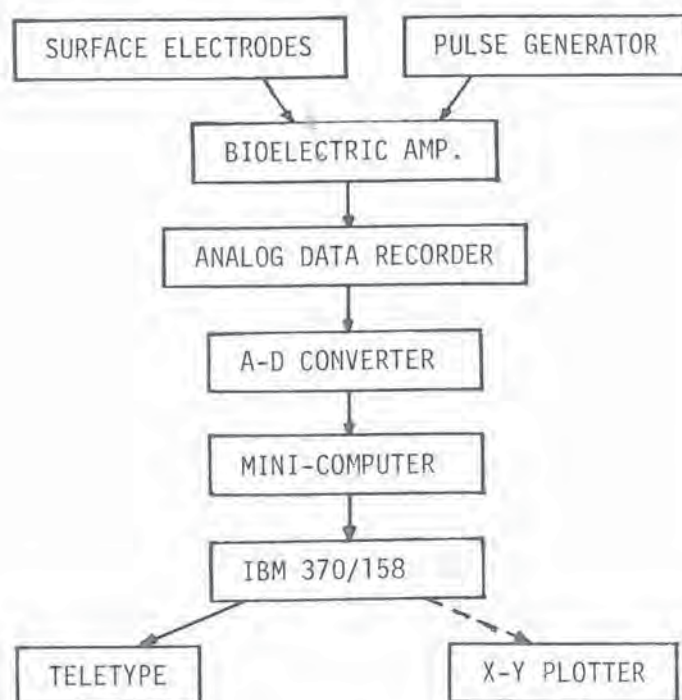 SURFACE ELECTRODES
PULSE GENERATOR
BIOELECTRIC AMP.
ANALOG DATA RECORDER
A-D CONVERTER
MINI-COMPUTER
IBM 370/158
TELETYPE
X-Y PLOTTER